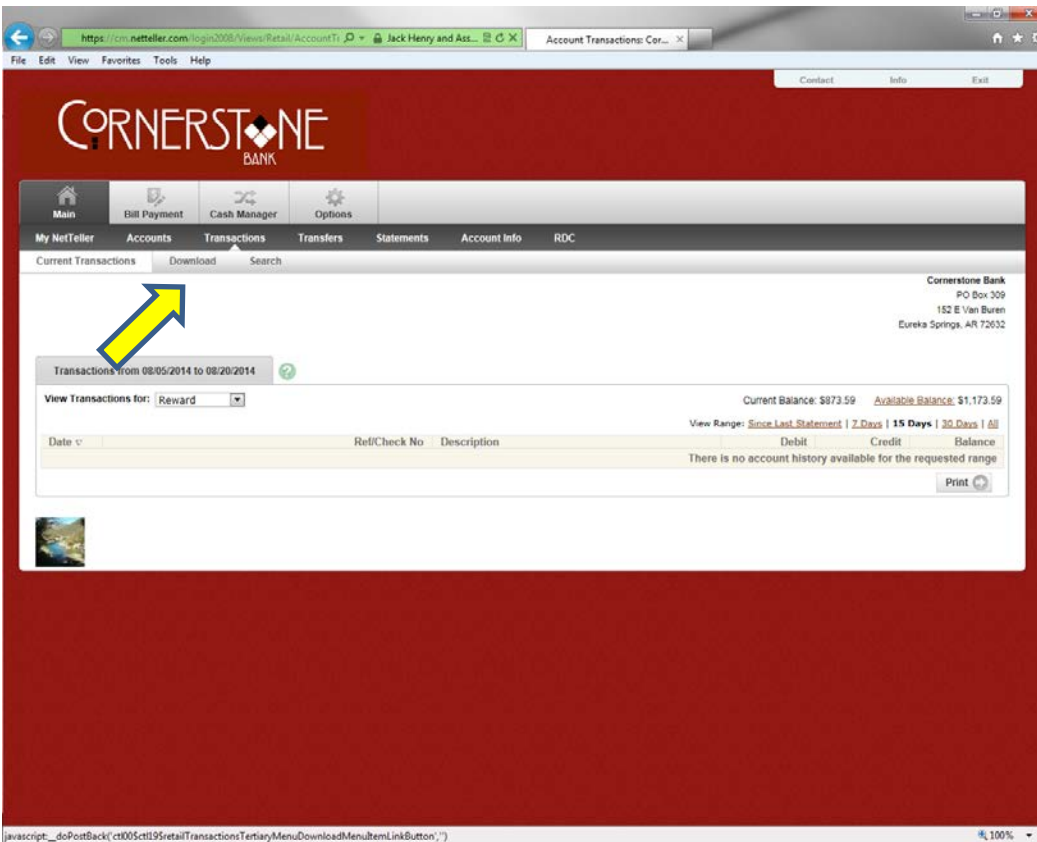 https://cm.netteller.com/login2008/Views/Retail/AccountTr
Jack Henry and Ass...
Account Transactions: Cor...
File Edit View Favorites Tools Help
Contact Info Exit
CORNERSTONE
BANK
Main Bill Payment Cash Manager Options
My NetTeller Accounts Transactions Transfers Statements Account Info RDC
Current Transactions Download Search
Cornerstone Bank
PO Box 309
152 E Van Buren
Eureka Springs, AR 72632
Transactions from 08/05/2014 to 08/20/2014
View Transactions for: Reward
Current Balance: $873.59 Available Balance: $1,173.59
View Range: Since Last Statement | 7 Days | 15 Days | 30 Days | All
Date Ref/Check No Description Debit Credit Balance
There is no account history available for the requested range
Print
javascript:__doPostBack('ctl00$ctl19$retailTransactionsTertiaryMenuDownloadMenuItemLinkButton','')
100%